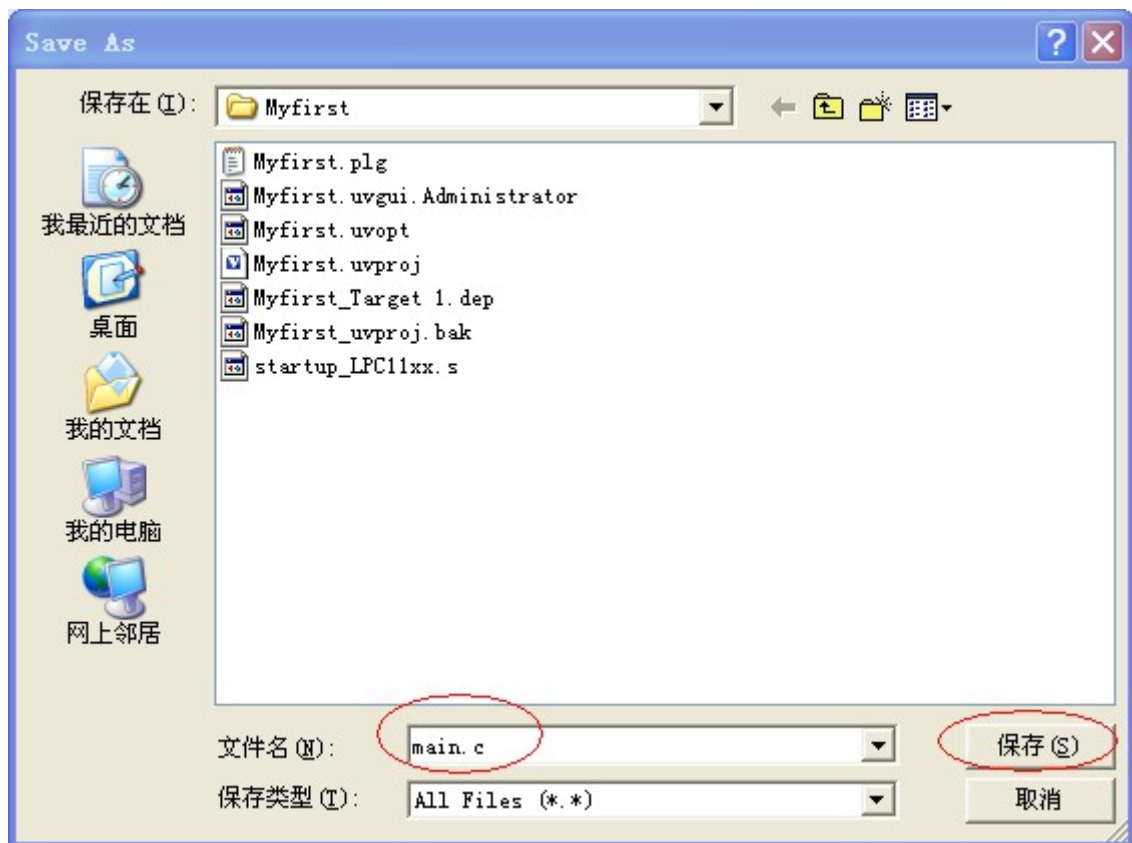 Save As
保存在(I):
Myfirst
Myfirst.plg
Myfirst.uvgui.Administrator
Myfirst.uvopt
Myfirst.uvproj
Myfirst_Target 1.dep
Myfirst_uvproj.bak
startup_LPC11xx.s
我最近的文档
桌面
我的文档
我的电脑
网上邻居
文件名(N):
main.c
保存(S)
保存类型(T):
All Files (*.*)
取消